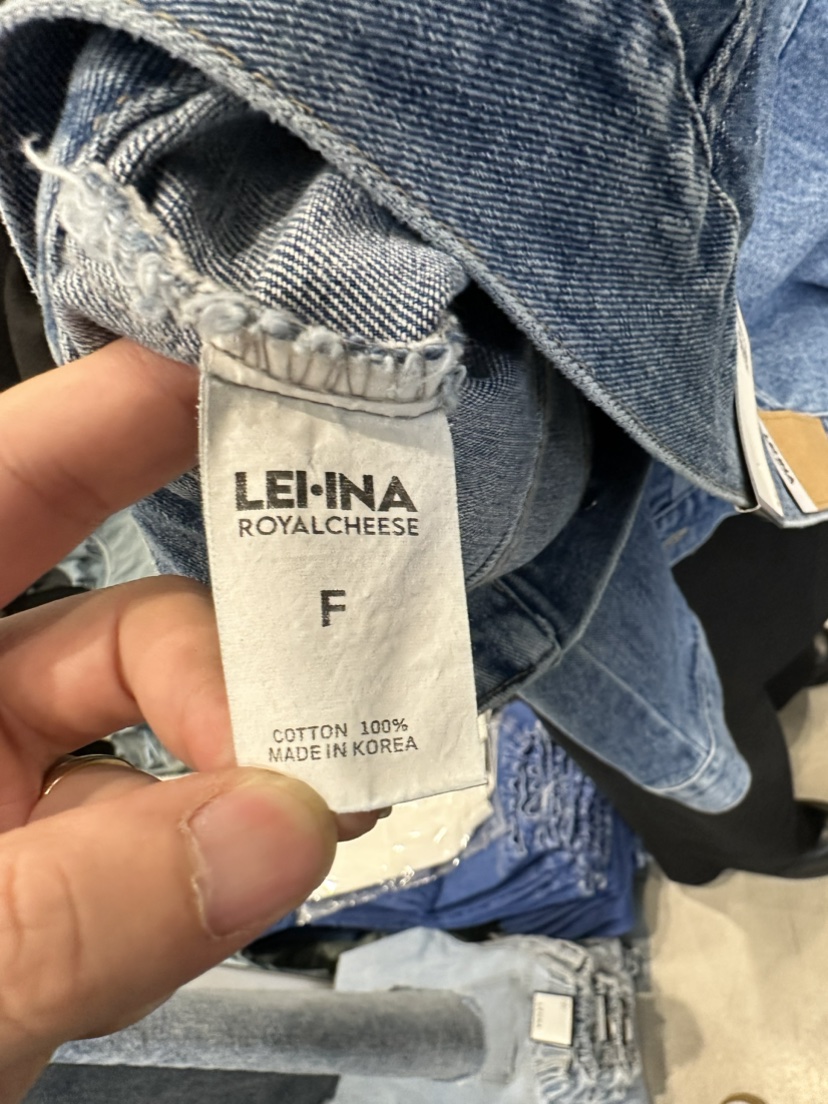 LEI•INA
ROYALCHEESE
F
COTTON 100%
MADE IN KOREA